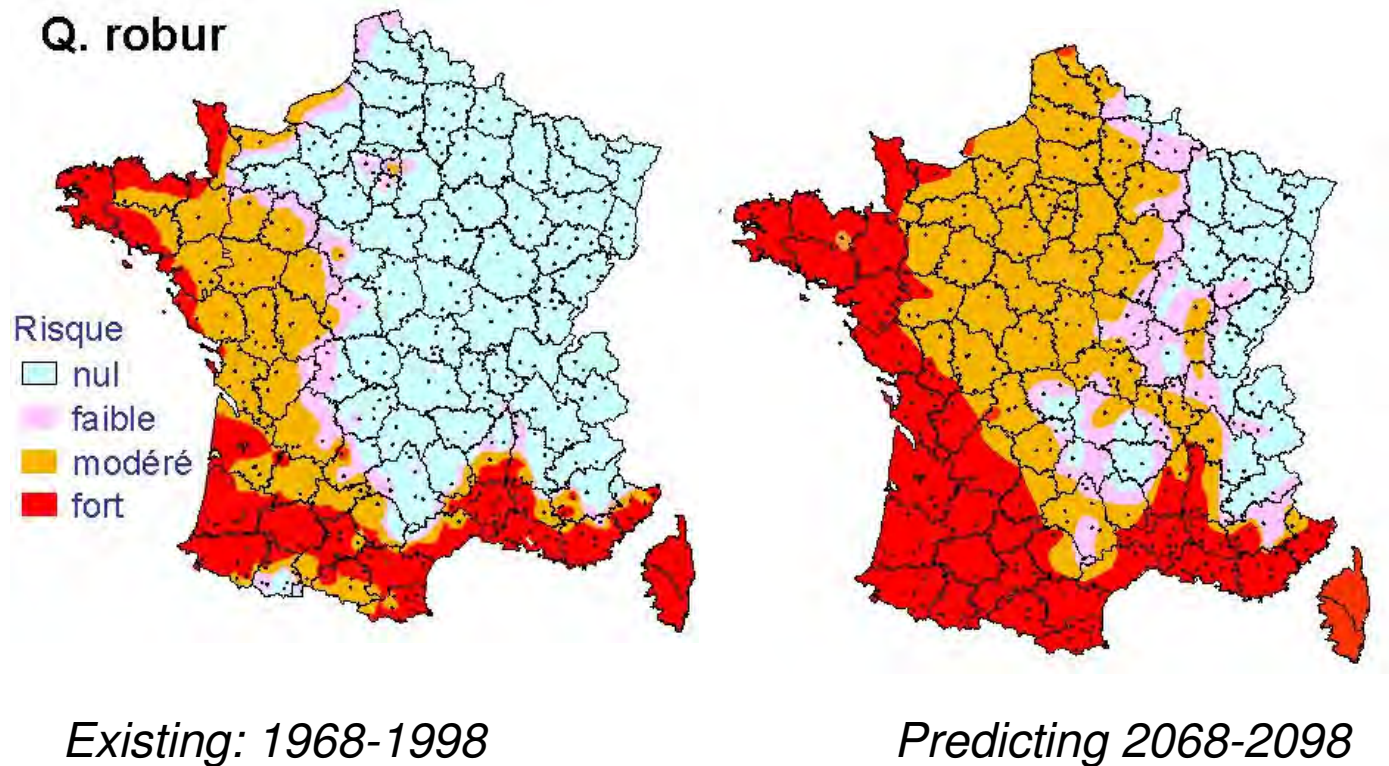 Q. robur
Risque
nul
faible
modéré
fort
Existing: 1968-1998
Predicting 2068-2098